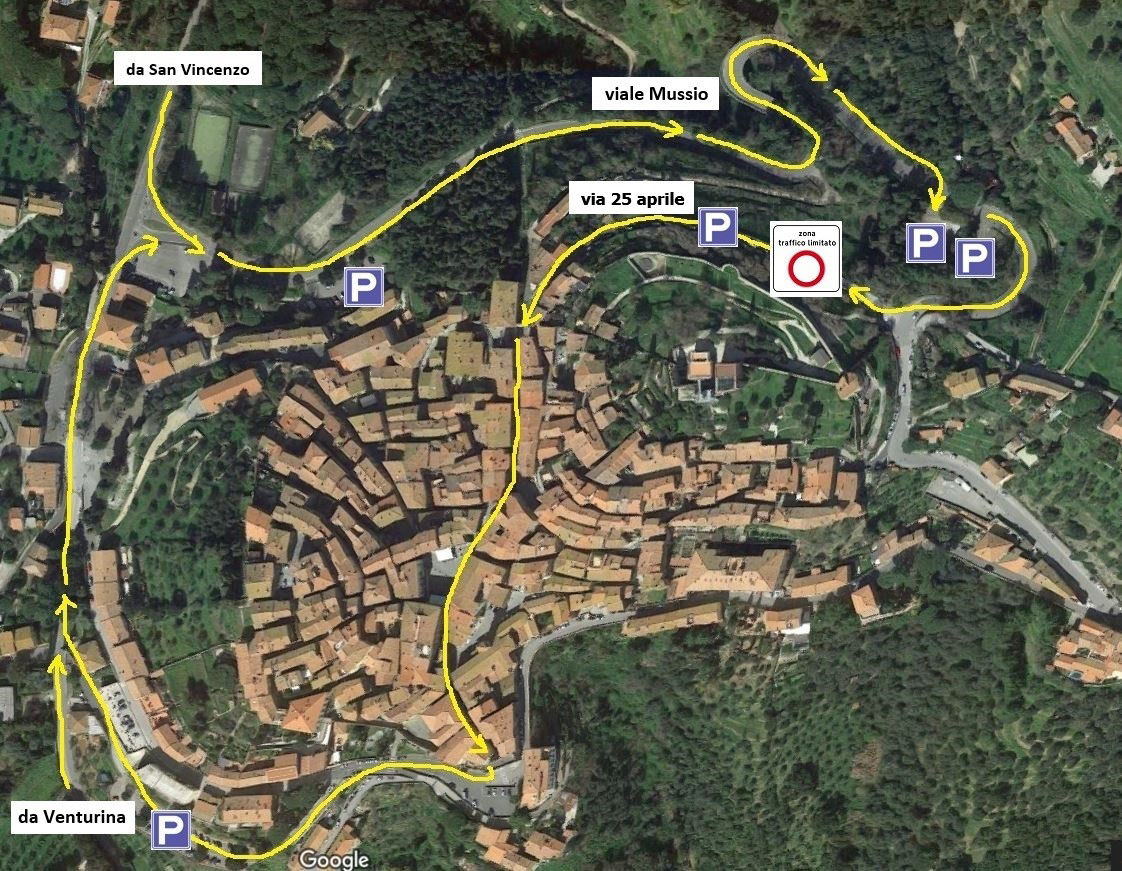 da San Vincenzo
viale Mussio
via 25 aprile
P
zona
traffico limitato
P
P
P
da Venturina
P
Google